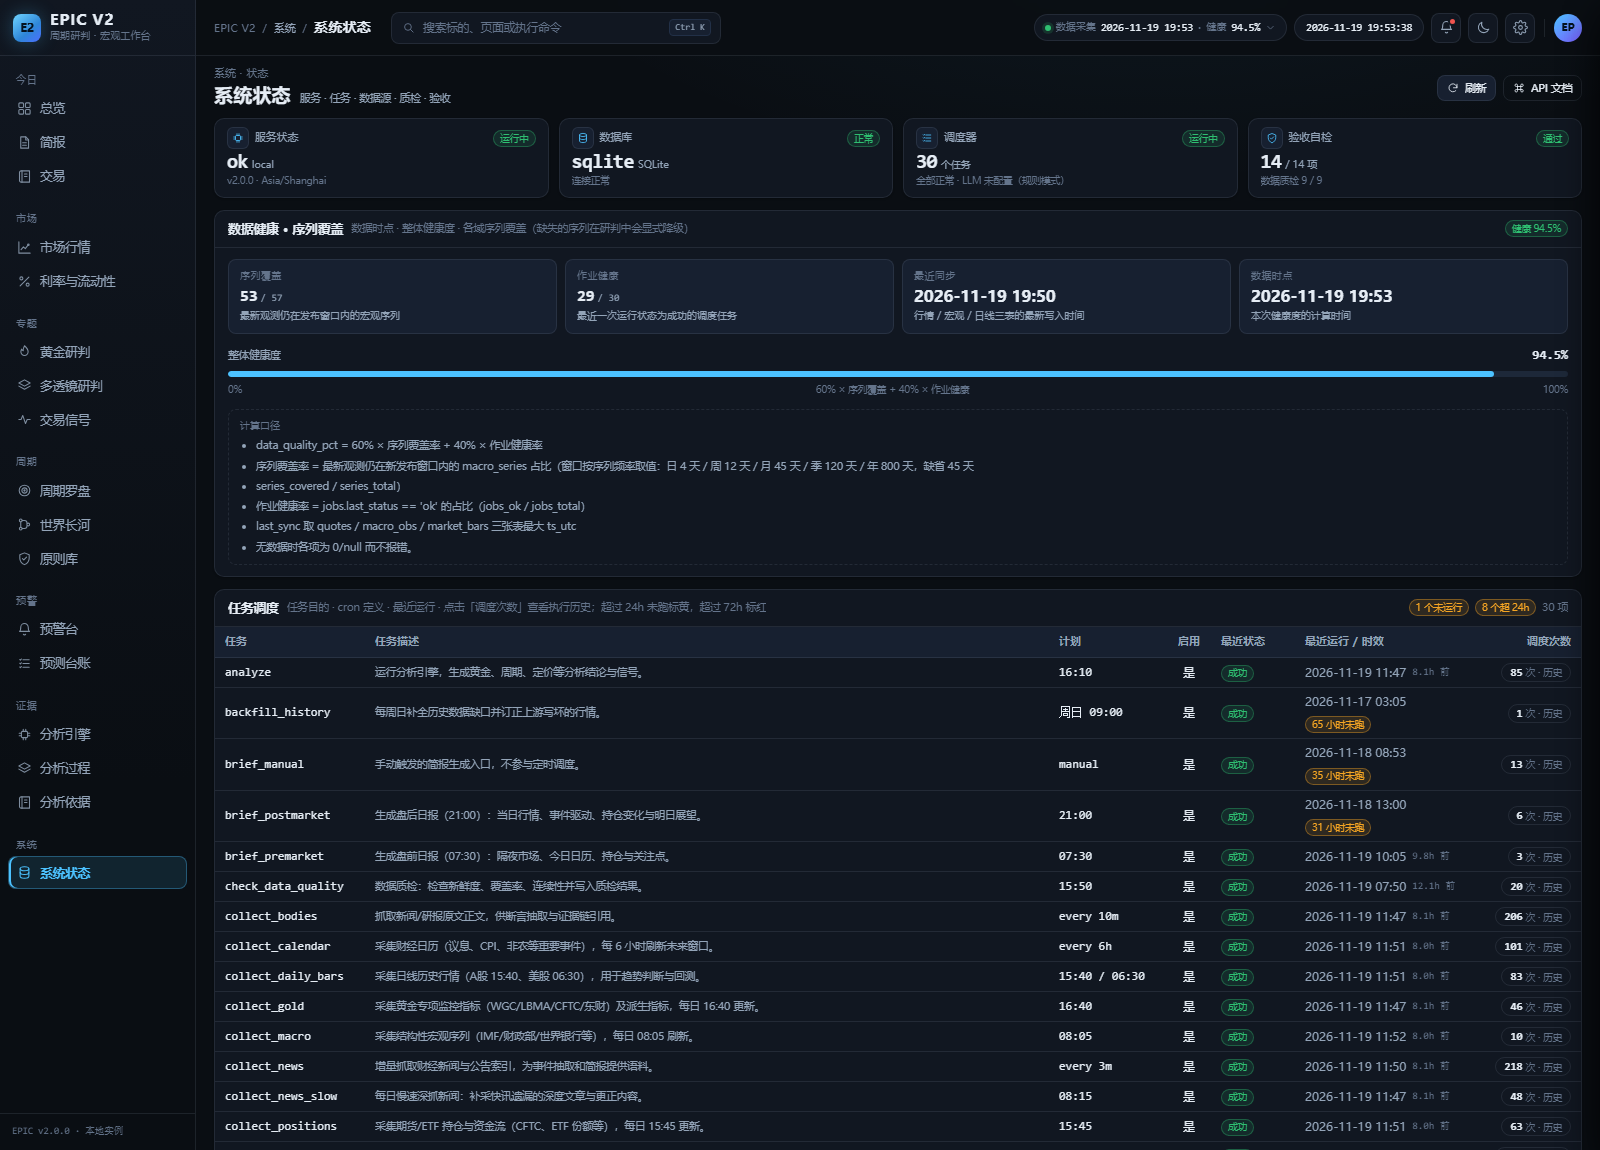 E2
EPIC V2
周期研判 · 宏观工作台
EPIC V2 / 系统 / 系统状态
搜索标的、页面或执行命令
Ctrl K
数据采集 2026-11-19 19:53 · 健康 94.5%
2026-11-19 19:53:38
EP
今日
总览
简报
交易
市场
市场行情
利率与流动性
专题
黄金研判
多透镜研判
交易信号
周期
周期罗盘
世界长河
原则库
预警
预警台
预测台账
证据
分析引擎
分析过程
分析依据
系统
系统状态
EPIC v2.0.0 · 本地实例
系统 · 状态
系统状态 服务 · 任务 · 数据源 · 质检 · 验收
刷新
API 文档
服务状态 运行中
ok local
v2.0.0 · Asia/Shanghai
数据库 正常
sqlite SQLite
连接正常
调度器 运行中
30 个任务
全部正常 · LLM 未配置（规则模式）
验收自检 通过
14 / 14 项
数据质检 9 / 9
数据健康 • 序列覆盖 数据时点 · 整体健康度 · 各域序列覆盖（缺失的序列在研判中会显式降级） 健康 94.5%
序列覆盖
53 / 57
最新观测仍在发布窗口内的宏观序列
作业健康
29 / 30
最近一次运行状态为成功的调度任务
最近同步
2026-11-19 19:50
行情 / 宏观 / 日线三表的最新写入时间
数据时点
2026-11-19 19:53
本次健康度的计算时间
整体健康度 94.5%
0% 60% × 序列覆盖 + 40% × 作业健康 100%
计算口径
• data_quality_pct = 60% × 序列覆盖率 + 40% × 作业健康率
• 序列覆盖率 = 最新观测仍在新发布窗口内的 macro_series 占比（窗口按序列频率取值：日 4 天 / 周 12 天 / 月 45 天 / 季 120 天 / 年 800 天，缺省 45 天
• series_covered / series_total）
• 作业健康率 = jobs.last_status == 'ok' 的占比（jobs_ok / jobs_total）
• last_sync 取 quotes / macro_obs / market_bars 三张表最大 ts_utc
• 无数据时各项为 0/null 而不报错。
任务调度 任务目的 · cron 定义 · 最近运行 · 点击「调度次数」查看执行历史；超过 24h 未跑标黄，超过 72h 标红 1 个未运行 8 个超 24h 30 项
任务 任务描述 计划 启用 最近状态 最近运行 / 时效 调度次数
analyze 运行分析引擎，生成黄金、周期、定价等分析结论与信号。 16:10 是 成功 2026-11-19 11:47 8.1h 前 85 次 · 历史
backfill_history 每周日补全历史数据缺口并订正上游写坏的行情。 周日 09:00 是 成功 2026-11-17 03:05 65 小时未跑 1 次 · 历史
brief_manual 手动触发的简报生成入口，不参与定时调度。 manual 是 成功 2026-11-18 08:53 35 小时未跑 13 次 · 历史
brief_postmarket 生成盘后日报（21:00）：当日行情、事件驱动、持仓变化与明日展望。 21:00 是 成功 2026-11-18 13:00 31 小时未跑 6 次 · 历史
brief_premarket 生成盘前日报（07:30）：隔夜市场、今日日历、持仓与关注点。 07:30 是 成功 2026-11-19 10:05 9.8h 前 3 次 · 历史
check_data_quality 数据质检：检查新鲜度、覆盖率、连续性并写入质检结果。 15:50 是 成功 2026-11-19 07:50 12.1h 前 20 次 · 历史
collect_bodies 抓取新闻/研报原文正文，供断言抽取与证据链引用。 every 10m 是 成功 2026-11-19 11:47 8.1h 前 206 次 · 历史
collect_calendar 采集财经日历（议息、CPI、非农等重要事件），每 6 小时刷新未来窗口。 every 6h 是 成功 2026-11-19 11:51 8.0h 前 101 次 · 历史
collect_daily_bars 采集日线历史行情（A股 15:40、美股 06:30），用于趋势判断与回测。 15:40 / 06:30 是 成功 2026-11-19 11:51 8.0h 前 83 次 · 历史
collect_gold 采集黄金专项监控指标（WGC/LBMA/CFTC/东财）及派生指标，每日 16:40 更新。 16:40 是 成功 2026-11-19 11:47 8.1h 前 46 次 · 历史
collect_macro 采集结构性宏观序列（IMF/财政部/世界银行等），每日 08:05 刷新。 08:05 是 成功 2026-11-19 11:52 8.0h 前 10 次 · 历史
collect_news 增量抓取财经新闻与公告索引，为事件抽取和简报提供语料。 every 3m 是 成功 2026-11-19 11:50 8.1h 前 218 次 · 历史
collect_news_slow 每日慢速深抓新闻：补采快讯遗漏的深度文章与更正内容。 08:15 是 成功 2026-11-19 11:47 8.1h 前 48 次 · 历史
collect_positions 采集期货/ETF 持仓与资金流（CFTC、ETF 份额等），每日 15:45 更新。 15:45 是 成功 2026-11-19 11:51 8.0h 前 63 次 · 历史